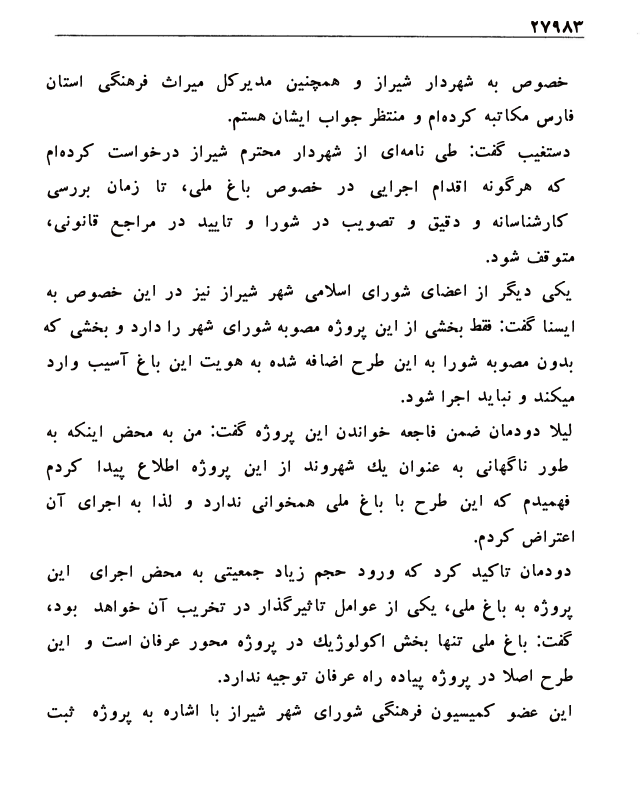 ۲۷۹۸۳
خصوص به شهردار شیراز و همچنین مدیرکل میراث فرهنگی استان
فارس مکاتبه کرده‌ام و منتظر جواب ایشان هستم.
دستغیب گفت: طی نامه‌ای از شهردار محترم شیراز درخواست کرده‌ام
که هرگونه اقدام اجرایی در خصوص باغ ملی، تا زمان بررسی
کارشناسانه و دقیق و تصویب در شورا و تایید در مراجع قانونی،
متوقف شود.
یکی دیگر از اعضای شورای اسلامی شهر شیراز نیز در این خصوص به
ایسنا گفت: فقط بخشی از این پروژه مصوبه شورای شهر را دارد و بخشی که
بدون مصوبه شورا به این طرح اضافه شده به هویت این باغ آسیب وارد
میکند و نباید اجرا شود.
لیلا دودمان ضمن فاجعه خواندن این پروژه گفت: من به محض اینکه به
طور ناگهانی به عنوان یك شهروند از این پروژه اطلاع پیدا کردم
فهمیدم که این طرح با باغ ملی همخوانی ندارد و لذا به اجرای آن
اعتراض کردم.
دودمان تاکید کرد که ورود حجم زیاد جمعیتی به محض اجرای این
پروژه به باغ ملی، یکی از عوامل تاثیرگذار در تخریب آن خواهد بود،
گفت: باغ ملی تنها بخش اکولوژیك در پروژه محور عرفان است و این
طرح اصلا در پروژه پیاده راه عرفان توجیه ندارد.
این عضو کمیسیون فرهنگی شورای شهر شیراز با اشاره به پروژه ثبت